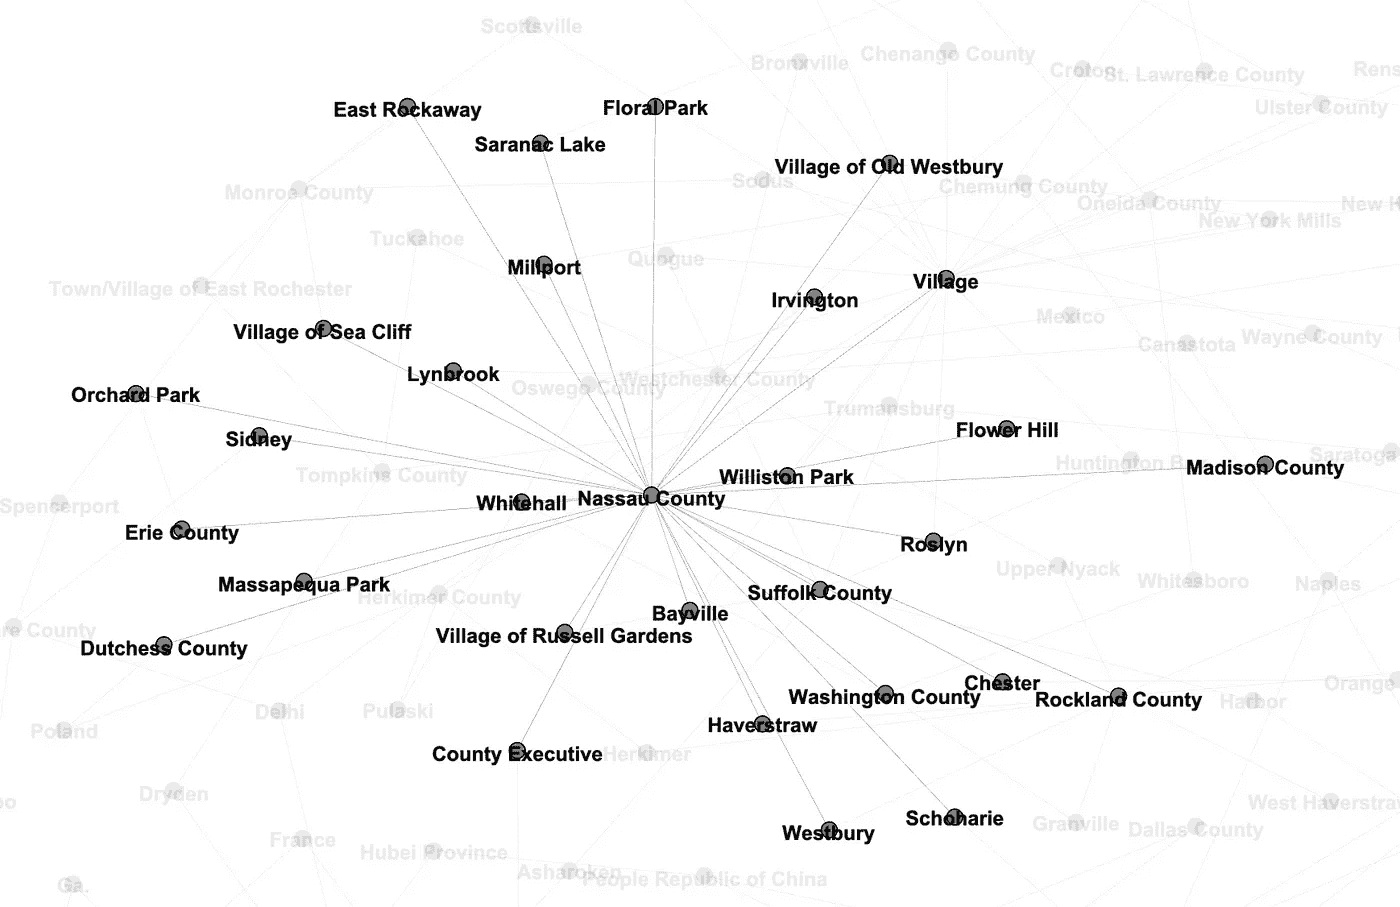 Scottsville
Chenango County
Bronxville
Croton
St. Lawrence County
Rens
East Rockaway
Floral Park
Ulster County
Saranac Lake
Village of Old Westbury
Sodus
Chemung County
Monroe County
Oneida County
New H
New York Mills
Tuckahoe
Quogue
Millport
Village
Town/Village of East Rochester
Irvington
Mexico
Village of Sea Cliff
Wayne County
Canastota
Lynbrook
Westchester County
Oswego County
Orchard Park
Trumansburg
Flower Hill
Sidney
Saratoga
Huntington
Madison County
Tompkins County
Williston Park
Nassau County
Whitehall
Spencerport
Erie County
Roslyn
Upper Nyack
Whitesboro
Naples
Massapequa Park
Suffolk County
Herkimer County
Bayville
re County
Village of Russell Gardens
Dutchess County
Chester
Orange
Washington County
Rockland County
Harbor
Delhi
Pulaski
Haverstraw
Poland
County Executive
Herkimer
Dryden
West Haverstraw
Schoharie
Granville
Dallas County
Westbury
France
Hubei Province
Asharoken
People Republic of China
Ga.